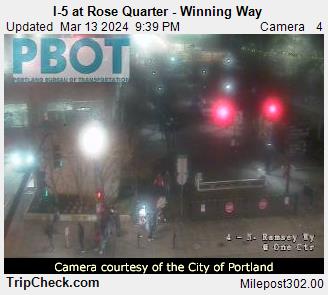 I-5 at Rose Quarter - Winning Way
Updated Mar 13 2024 9:39 PM Camera 4
PBOT
PORTLAND BUREAU OF TRANSPORTATION
4 - N. Ramsey Wy
W One Ctr
Camera courtesy of the City of Portland
TripCheck.com Milepost302.00